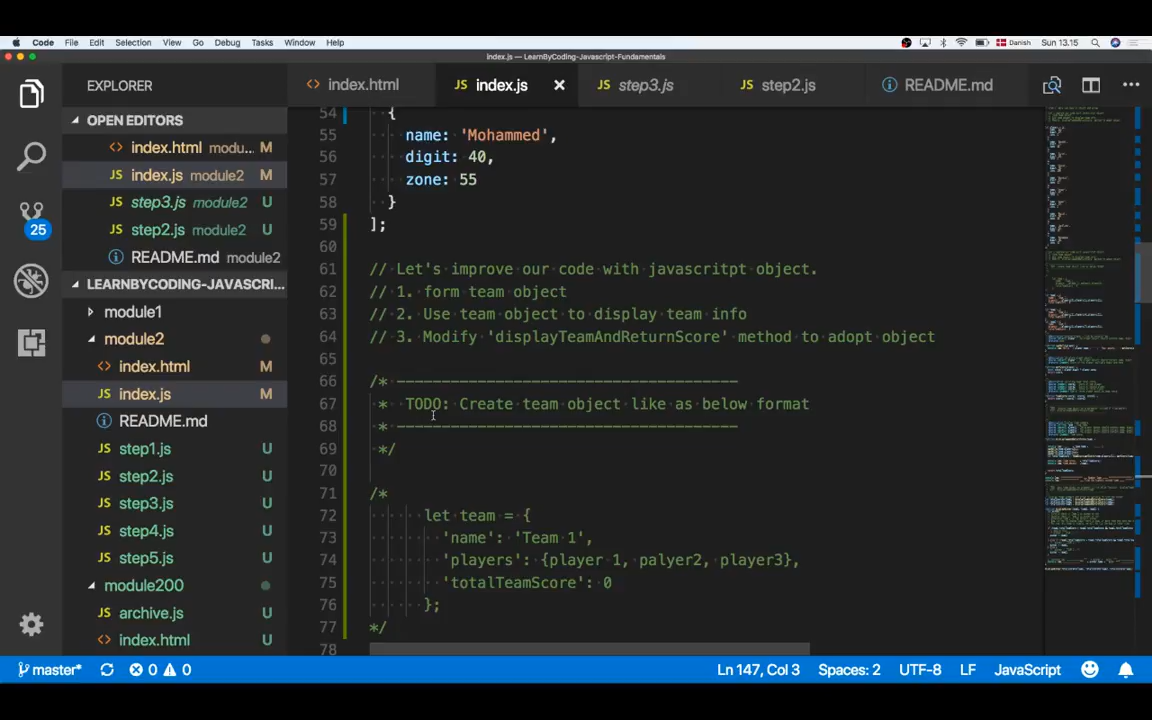 Code File Edit Selection View Go Debug Tasks Window Help Danish Sun 13.15
index.js — LearnByCoding-Javascript-Fundamentals
EXPLORER
index.html
JS index.js
JS step3.js
JS step2.js
README.md
OPEN EDITORS
index.html modu... M
JS index.js module2 M
JS step3.js module2 U
JS step2.js module2 U
README.md module2
25
LEARNBYCODING-JAVASCRI...
module1
module2
index.html M
JS index.js M
README.md
JS step1.js U
JS step2.js U
JS step3.js U
JS step4.js U
JS step5.js U
module200
JS archive.js U
index.html U
54 {
55 name: 'Mohammed',
56 digit: 40,
57 zone: 55
58 }
59 ];
60
61 // Let's improve our code with javascritpt object.
62 // 1. form team object
63 // 2. Use team object to display team info
64 // 3. Modify 'displayTeamAndReturnScore' method to adopt object
65
66 /* --------------------------------------
67 * TODO: Create team object like as below format
68 * --------------------------------------
69 */
70
71 /*
72 let team = {
73 'name': 'Team 1',
74 'players': {player 1, palyer2, player3},
75 'totalTeamScore': 0
76 };
77 */
78
master* 0 0 Ln 147, Col 3 Spaces: 2 UTF-8 LF JavaScript